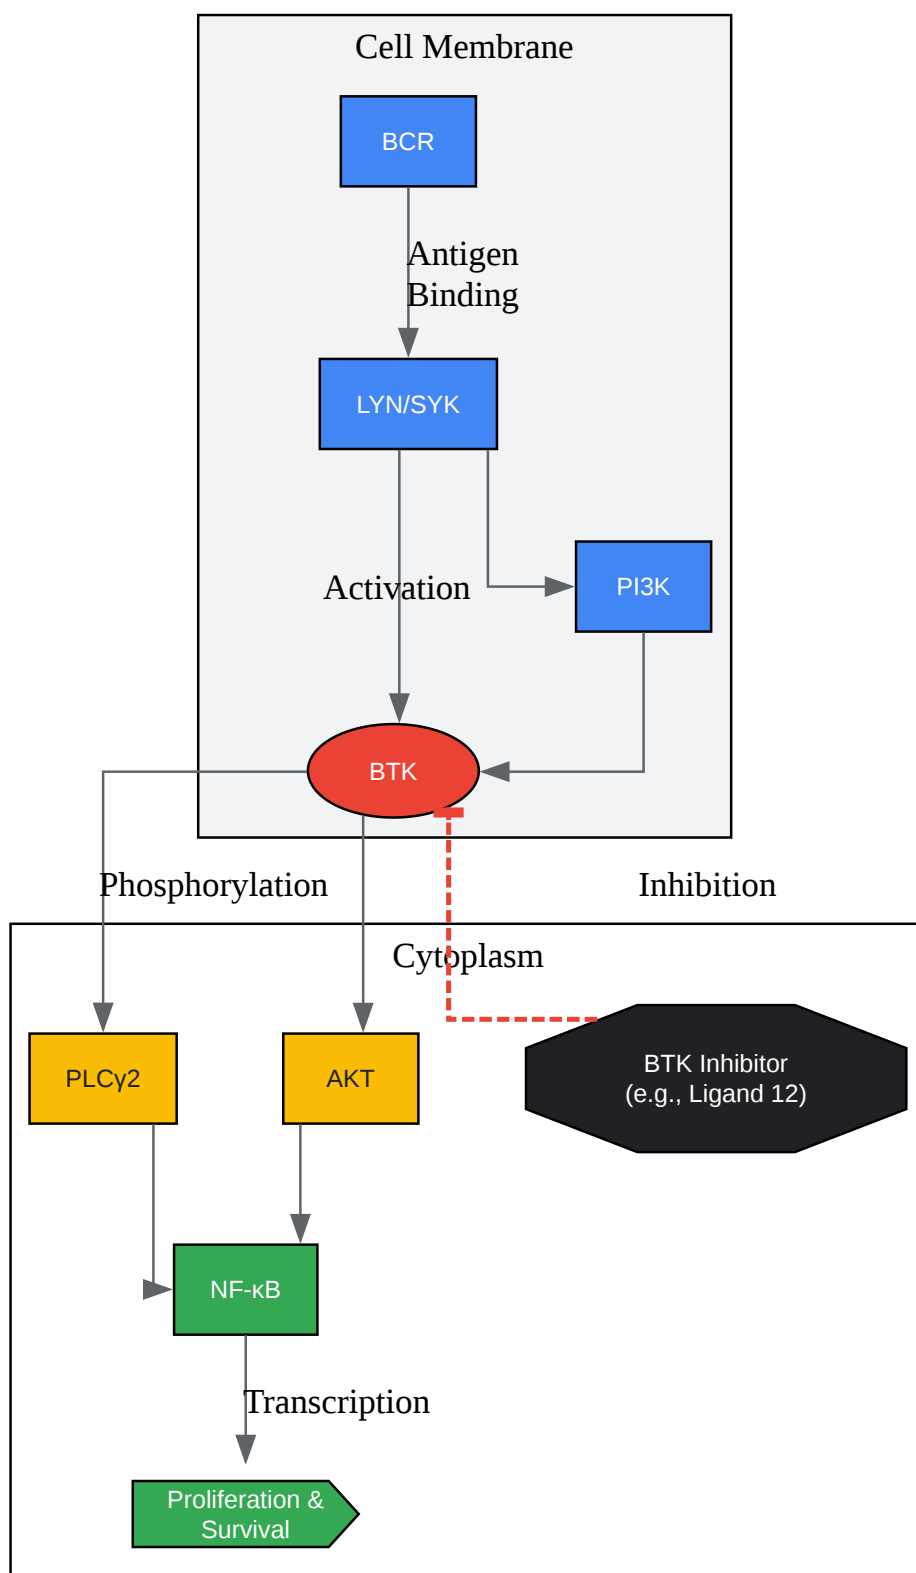 Cell Membrane
BCR
Antigen
Binding
LYN/SYK
Activation
PI3K
BTK
Phosphorylation
Inhibition
Cytoplasm
PLCγ2
AKT
BTK Inhibitor
(e.g., Ligand 12)
NF-κB
Transcription
Proliferation &
Survival